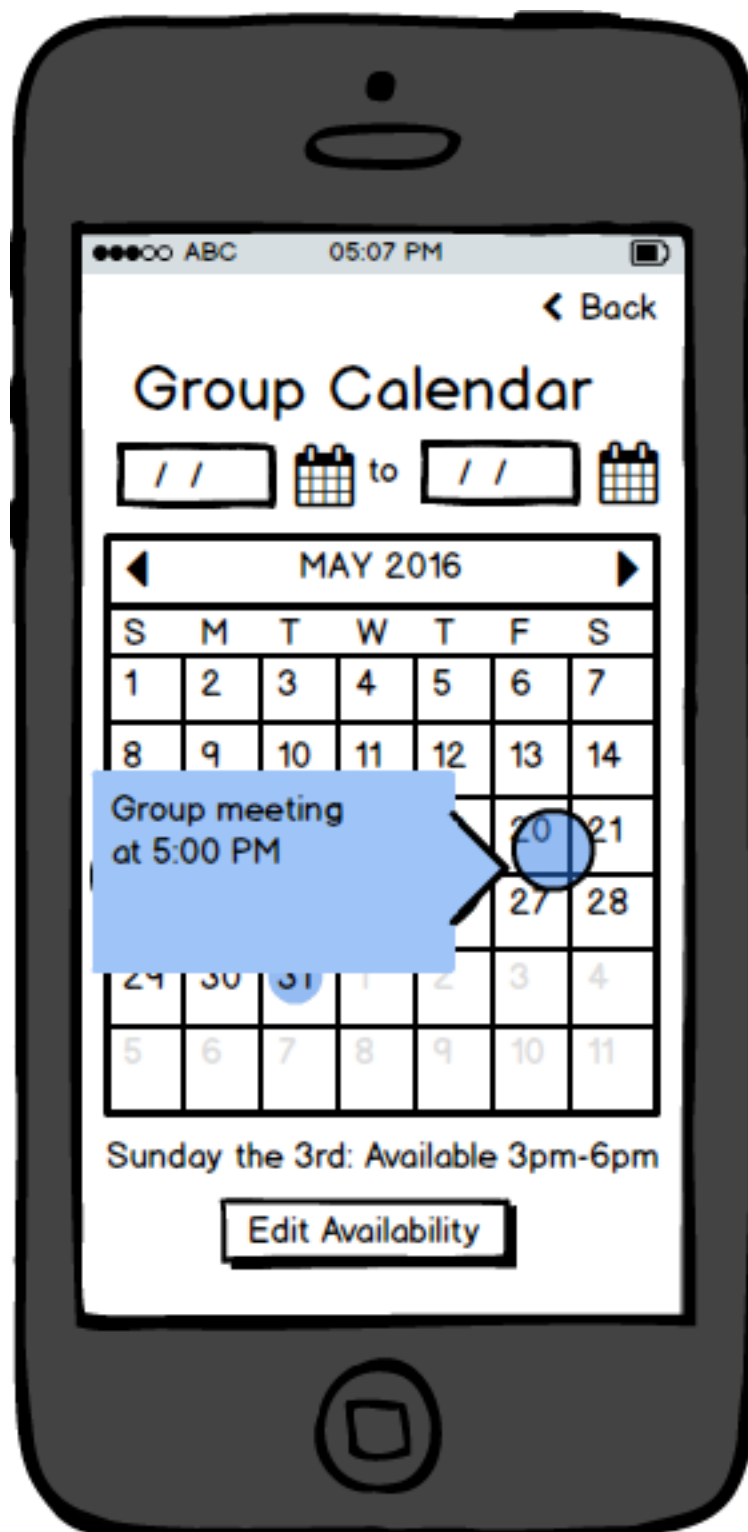 ABC 05:07 PM
Back
Group Calendar
/ / to / /
MAY 2016
S M T W T F S
1 2 3 4 5 6 7
8 9 10 11 12 13 14
Group meeting
at 5:00 PM
20 21
27 28
29 30 31 1 2 3 4
5 6 7 8 9 10 11
Sunday the 3rd: Available 3pm-6pm
Edit Availability